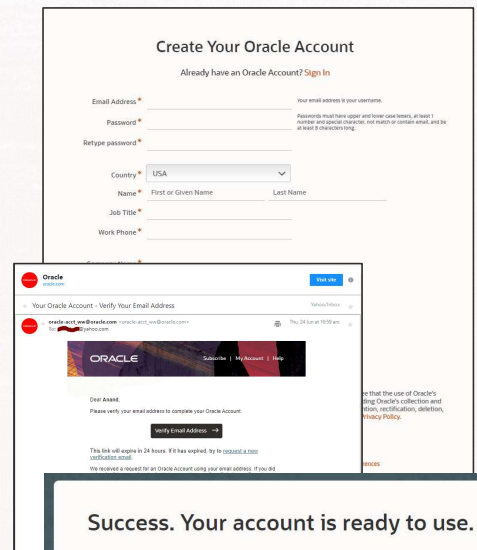 Create Your Oracle Account
Already have an Oracle Account? Sign In
Email Address *
Your email address is your username.
Password *
Passwords must have upper and lower case letters, at least 1
number and special character, not match or contain email, and be
at least 8 characters long.
Retype password *
Country *
USA
Name *
First or Given Name
Last Name
Job Title *
Work Phone *
Oracle
oracle.com
Visit site
Your Oracle Account - Verify Your Email Address
Yahoo/Inbox
oracle-acct_ww@oracle.com <oracle-acct_ww@oracle.com>
To: @yahoo.com
Thu, 24 Jun at 10:59 am
ORACLE
Subscribe | My Account | Help
Dear Anand,
Please verify your email address to complete your Oracle Account.
Verify Email Address →
This link will expire in 24 hours. If it has expired, try to request a new
verification email.
We received a request for an Oracle Account using your email address. If you did
ee that the use of Oracle's
ding Oracle's collection and
ntion, rectification, deletion,
Privacy Policy.
rences
Success. Your account is ready to use.